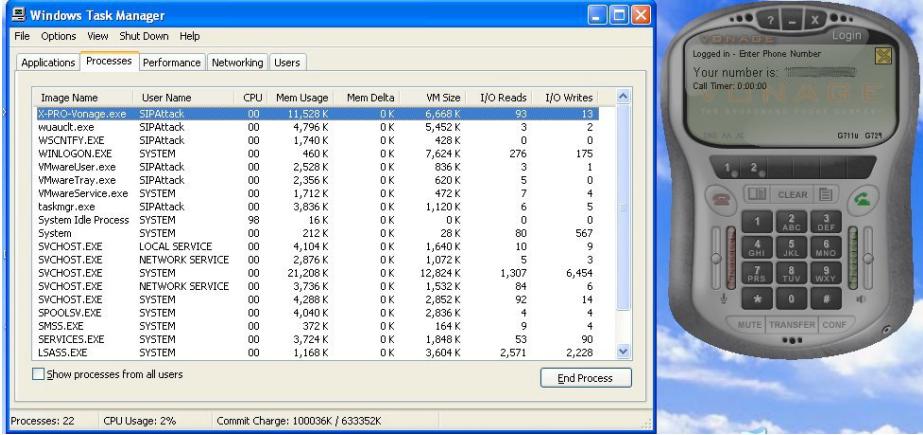 Windows Task Manager
File Options View Shut Down Help
Applications Processes Performance Networking Users
Image Name User Name CPU Mem Usage Mem Delta VM Size I/O Reads I/O Writes
X-PRO-Vonage.exe SIPAttack 00 11,528 K 0 K 6,668 K 93 13
wuauclt.exe SIPAttack 00 4,796 K 0 K 5,452 K 3 2
WSCNTFY.EXE SIPAttack 00 1,740 K 0 K 428 K 0 0
WINLOGON.EXE SYSTEM 00 460 K 0 K 7,624 K 276 175
VMwareUser.exe SIPAttack 00 2,528 K 0 K 836 K 3 1
VMwareTray.exe SIPAttack 00 2,356 K 0 K 620 K 5 0
VMwareService.exe SYSTEM 00 1,712 K 0 K 472 K 7 4
taskmgr.exe SIPAttack 00 3,836 K 0 K 1,120 K 6 5
System Idle Process SYSTEM 98 16 K 0 K 0 K 0 0
System SYSTEM 00 212 K 0 K 28 K 80 567
SVCHOST.EXE LOCAL SERVICE 00 4,104 K 0 K 1,640 K 10 9
SVCHOST.EXE NETWORK SERVICE 00 2,876 K 0 K 1,072 K 5 3
SVCHOST.EXE SYSTEM 00 21,208 K 0 K 12,824 K 1,307 6,454
SVCHOST.EXE NETWORK SERVICE 00 3,736 K 0 K 1,532 K 84 6
SVCHOST.EXE SYSTEM 00 4,288 K 0 K 2,852 K 92 14
SPOOLSV.EXE SYSTEM 00 4,040 K 0 K 2,836 K 4 4
SMSS.EXE SYSTEM 00 372 K 0 K 164 K 9 4
SERVICES.EXE SYSTEM 00 3,724 K 0 K 1,848 K 53 90
LSASS.EXE SYSTEM 00 1,168 K 0 K 3,604 K 2,571 2,228
Show processes from all users
End Process
Processes: 22 CPU Usage: 2% Commit Charge: 100036K / 633352K
? - X
VONAGE Login
Logged in - Enter Phone Number
Your number is:
Call Timer: 0:00:00
VONAGE
THE BROADBAND PHONE COMPANY
DND AA AC G711u G729
1 2
CLEAR
1 2 ABC 3 DEF
4 GHI 5 JKL 6 MNO
7 PRS 8 TUV 9 WXY
* 0 #
MUTE TRANSFER CONF